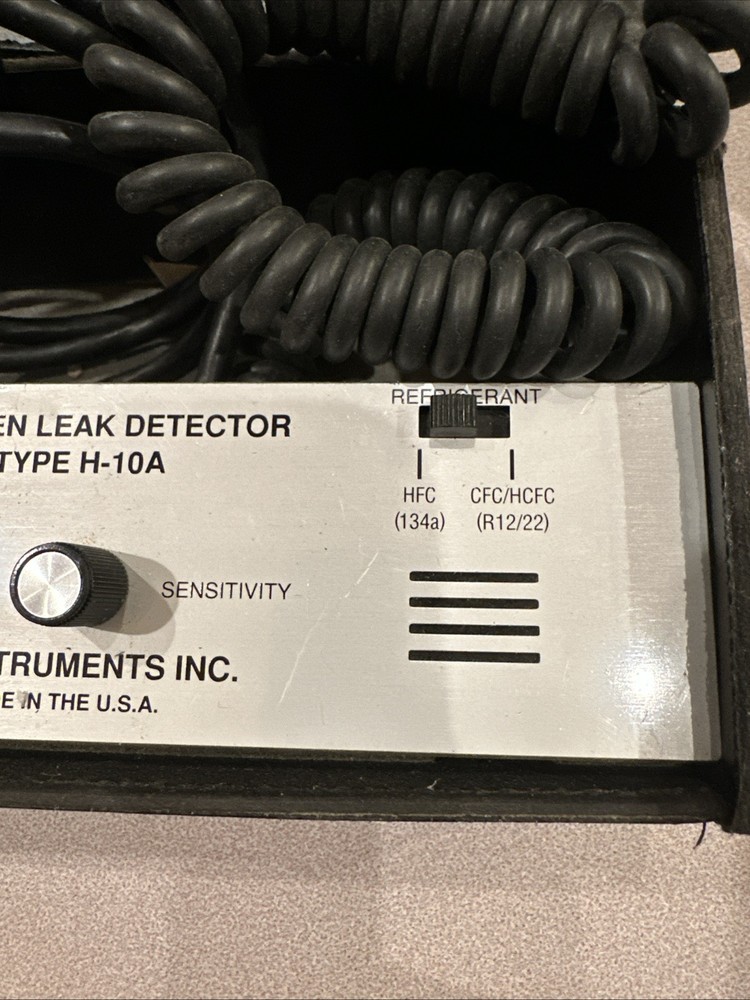 EN LEAK DETECTOR
TYPE H-10A
REFRIGERANT
HFC CFC/HCFC
(134a) (R12/22)
SENSITIVITY
TRUMENTS INC.
E IN THE U.S.A.